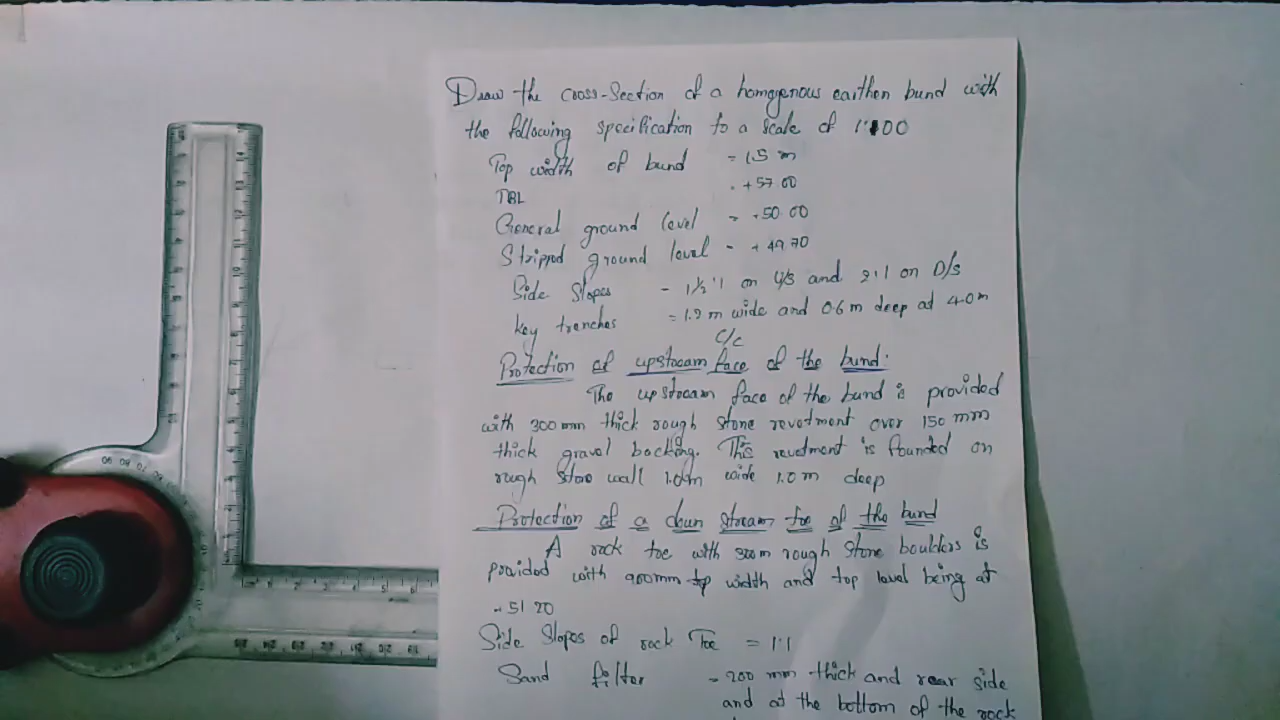 Draw the cross-section of a homogenous earthen bund with
the following specification to a scale of 1:100
Top width of bund = 1.5 m
TBL = +57.00
General ground level = +50.00
Stripped ground level = +49.70
Side Slopes = 1½:1 on U/S and 2:1 on D/S
key trenches = 1.2 m wide and 0.6 m deep at 4.0 m
C/C
Protection of upstream face of the bund:
The upstream face of the bund is provided
with 300 mm thick rough stone revetment over 150 mm
thick gravel backing. This revetment is founded on
rough stone wall 1.0m wide 1.0 m deep
Protection of a down stream toe of the bund
A rock toe with rough stone boulders is
provided with 900mm top width and top level being at
+51.20
Side Slopes of rock Toe = 1:1
Sand filter = 200 mm thick and rear side
and at the bottom of the rock